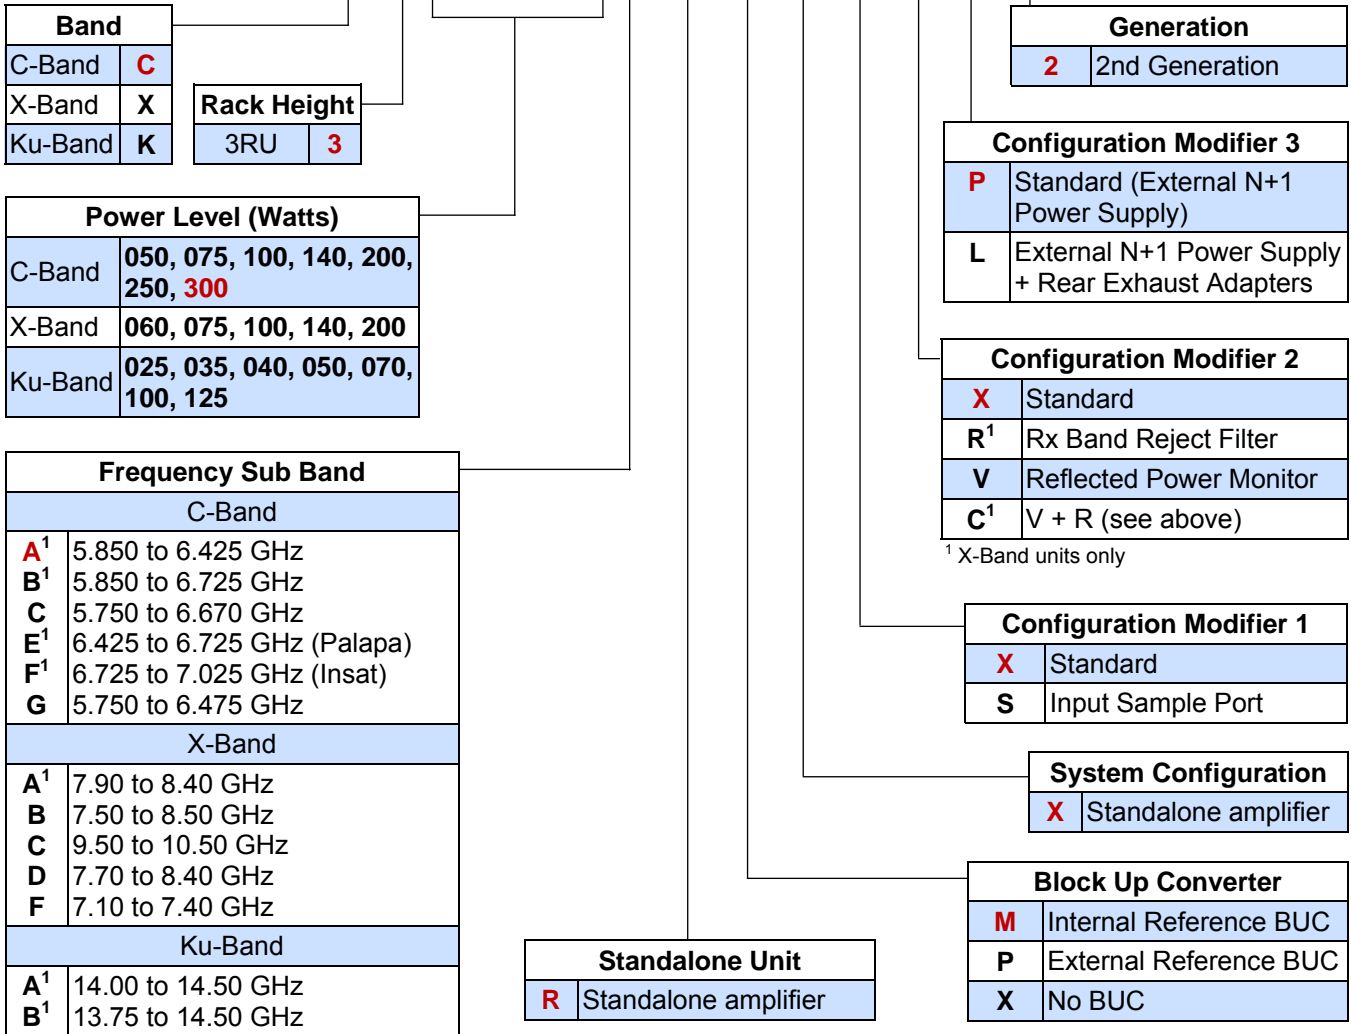 Band
C-Band C
X-Band X
Ku-Band K
Rack Height
3RU 3
Power Level (Watts)
C-Band 050, 075, 100, 140, 200,
250, 300
X-Band 060, 075, 100, 140, 200
Ku-Band 025, 035, 040, 050, 070,
100, 125
Frequency Sub Band
C-Band
A¹ 5.850 to 6.425 GHz
B¹ 5.850 to 6.725 GHz
C 5.750 to 6.670 GHz
E¹ 6.425 to 6.725 GHz (Palapa)
F¹ 6.725 to 7.025 GHz (Insat)
G 5.750 to 6.475 GHz
X-Band
A¹ 7.90 to 8.40 GHz
B 7.50 to 8.50 GHz
C 9.50 to 10.50 GHz
D 7.70 to 8.40 GHz
F 7.10 to 7.40 GHz
Ku-Band
A¹ 14.00 to 14.50 GHz
B¹ 13.75 to 14.50 GHz
Standalone Unit
R Standalone amplifier
Generation
2 2nd Generation
Configuration Modifier 3
P Standard (External N+1
Power Supply)
L External N+1 Power Supply
+ Rear Exhaust Adapters
Configuration Modifier 2
X Standard
R¹ Rx Band Reject Filter
V Reflected Power Monitor
C¹ V + R (see above)
¹ X-Band units only
Configuration Modifier 1
X Standard
S Input Sample Port
System Configuration
X Standalone amplifier
Block Up Converter
M Internal Reference BUC
P External Reference BUC
X No BUC